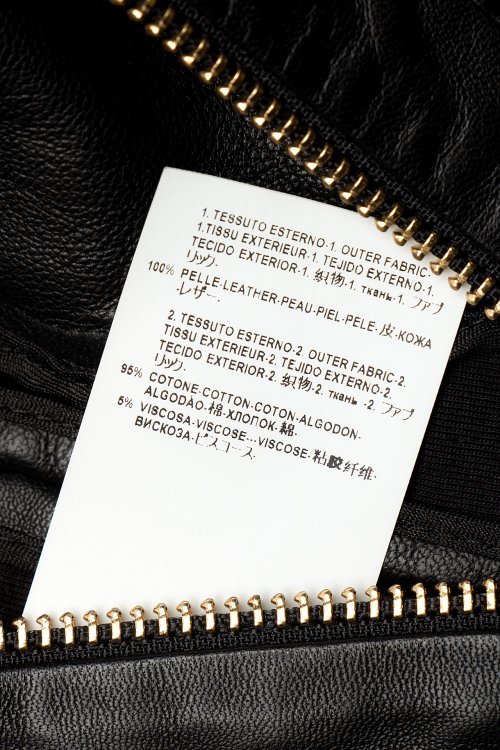 1. TESSUTO ESTERNO-1. OUTER FABRIC-
1.TISSU EXTERIEUR-1. TEJIDO EXTERNO-1.
TECIDO EXTERIOR-1. 织物-1. ткань-1. ファブ
リック.
100% PELLE-LEATHER-PEAU-PIEL-PELE-皮-КОЖА
レザー.
2. TESSUTO ESTERNO-2. OUTER FABRIC-2.
TISSU EXTERIEUR-2. TEJIDO EXTERNO-2.
TECIDO EXTERIOR-2. 织物-2. ткань -2. ファブ
リック.
95% COTONE-COTTON-COTON-ALGODON-
ALGODÃO-棉-ХЛОПОК-綿.
5% VISCOSA-VISCOSE...VISCOSE-粘胶纤维-
ВИСКОЗА-ビスコース.